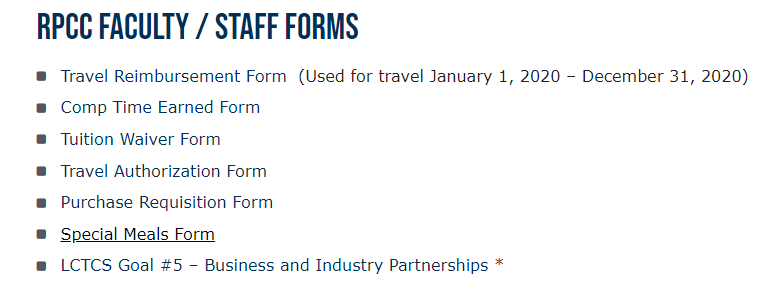 RPCC FACULTY / STAFF FORMS
Travel Reimbursement Form (Used for travel January 1, 2020 – December 31, 2020)
Comp Time Earned Form
Tuition Waiver Form
Travel Authorization Form
Purchase Requisition Form
Special Meals Form
LCTCS Goal #5 – Business and Industry Partnerships *